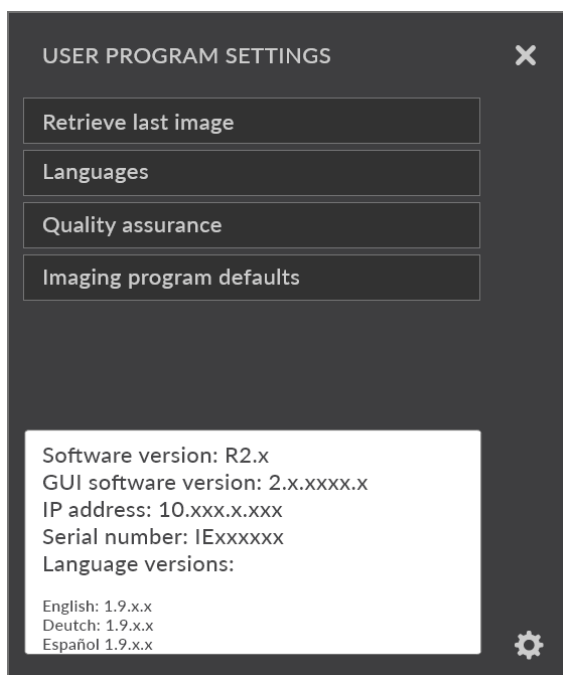 USER PROGRAM SETTINGS
Retrieve last image
Languages
Quality assurance
Imaging program defaults
Software version: R2.x
GUI software version: 2.x.xxxx.x
IP address: 10.xxx.x.xxx
Serial number: IExxxxxx
Language versions:
English: 1.9.x.x
Deutch: 1.9.x.x
Español 1.9.x.x